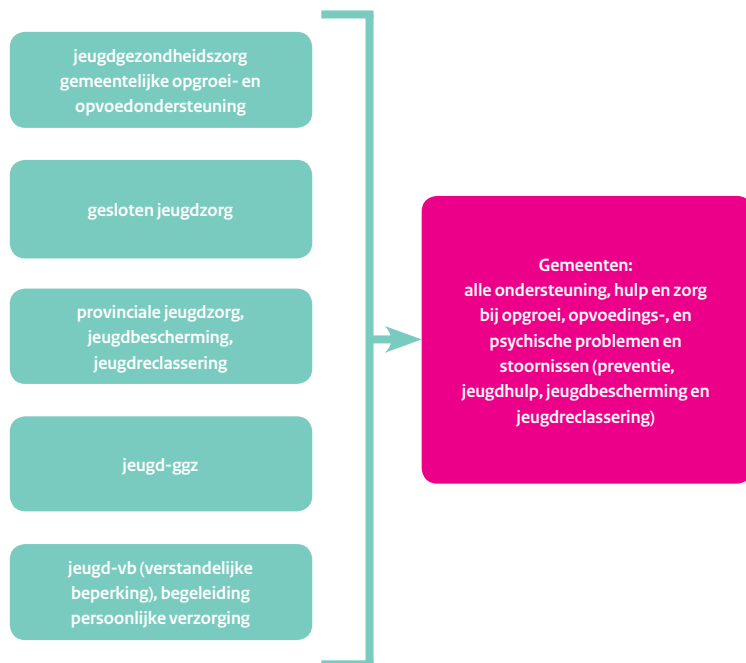 jeugdgezondheidszorg
gemeentelijke opgroei- en
opvoedondersteuning
gesloten jeugdzorg
provinciale jeugdzorg,
jeugdbescherming,
jeugdreclassering
jeugd-ggz
jeugd-vb (verstandelijke
beperking), begeleiding
persoonlijke verzorging
Gemeenten:
alle ondersteuning, hulp en zorg
bij opgroei, opvoedings-, en
psychische problemen en
stoornissen (preventie,
jeugdhulp, jeugdbescherming en
jeugdreclassering)